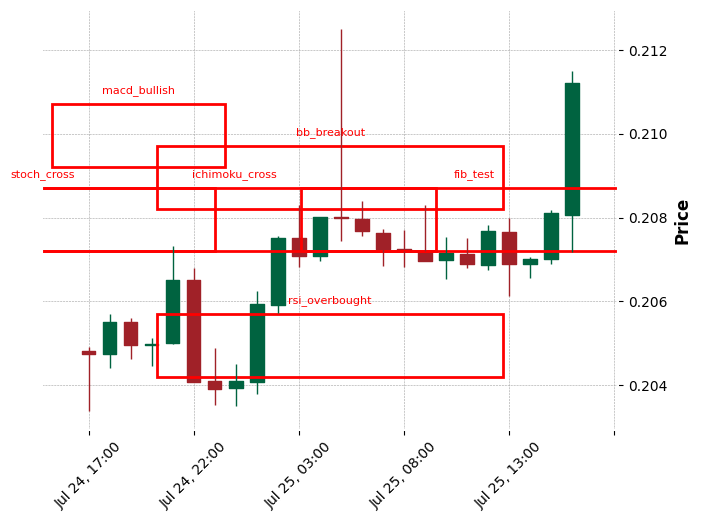 macd_bullish
bb_breakout
stoch_cross
ichimoku_cross
fib_test
rsi_overbought
0.212
0.210
0.208
0.206
0.204
Price
Jul 24, 17:00
Jul 24, 22:00
Jul 25, 03:00
Jul 25, 08:00
Jul 25, 13:00